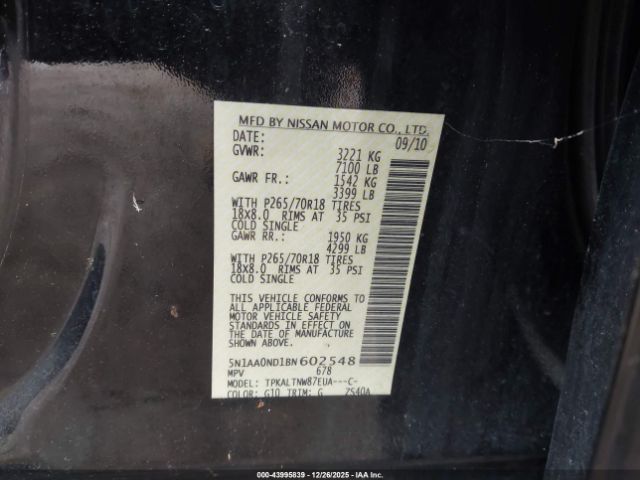 MFD BY NISSAN MOTOR CO., LTD.
DATE: 09/10
GVWR: 3221 KG
7100 LB
GAWR FR.: 1542 KG
3399 LB
WITH P265/70R18 TIRES
18X8.0 RIMS AT 35 PSI
COLD SINGLE
GAWR RR.: 1950 KG
4299 LB
WITH P265/70R18 TIRES
18X8.0 RIMS AT 35 PSI
COLD SINGLE
THIS VEHICLE CONFORMS TO
ALL APPLICABLE FEDERAL
MOTOR VEHICLE SAFETY
STANDARDS IN EFFECT ON
THE DATE OF MANUFACTURE
SHOWN ABOVE.
5N1AA0ND1BN602548
MPV 678
MODEL: TPKALTNW87EUA---C-
COLOR: G10 TRIM: G ZS40A
000-43995839 | 12/26/2025 | IAA Inc.